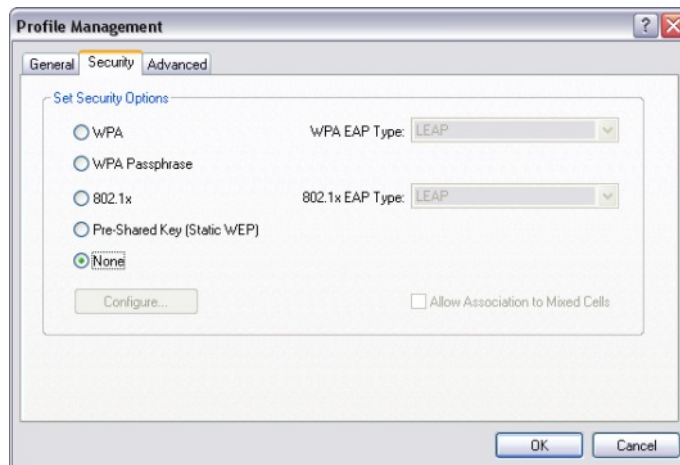 Profile Management
General Security Advanced
Set Security Options
WPA WPA EAP Type: LEAP
WPA Passphrase
802.1x 802.1x EAP Type: LEAP
Pre-Shared Key (Static WEP)
None
Configure... Allow Association to Mixed Cells
OK Cancel